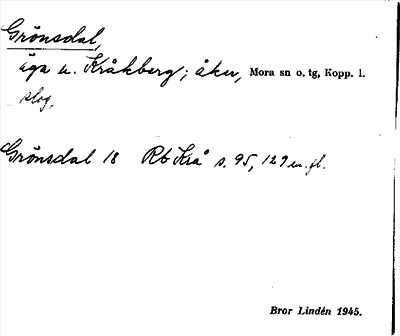 Grönsdal,
äga u. Kråkberg; åker, Mora sn o. tg, Kopp. l.
slog.
Grönsdal 18 Rb Krå s. 95, 129 m. fl.
Bror Lindén 1945.